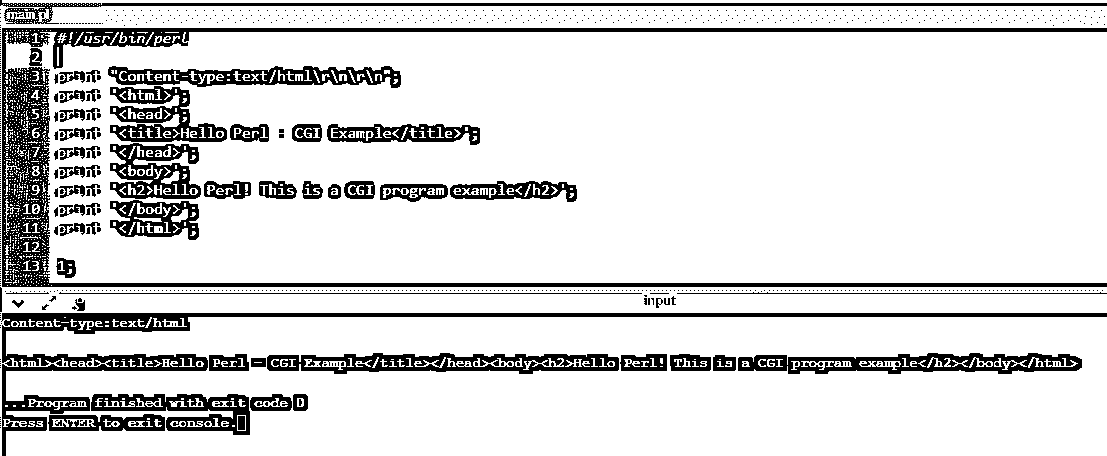 main.pl
1 #!/usr/bin/perl
2
3 print "Content-type:text/html\r\n\r\n";
4 print '<html>';
5 print '<head>';
6 print '<title>Hello Perl : CGI Example</title>';
7 print '</head>';
8 print '<body>';
9 print '<h2>Hello Perl! This is a CGI program example</h2>';
10 print '</body>';
11 print '</html>';
12
13 1;
input
Content-type:text/html
<html><head><title>Hello Perl - CGI Example</title></head><body><h2>Hello Perl! This is a CGI program example</h2></body></html>
...Program finished with exit code 0
Press ENTER to exit console.